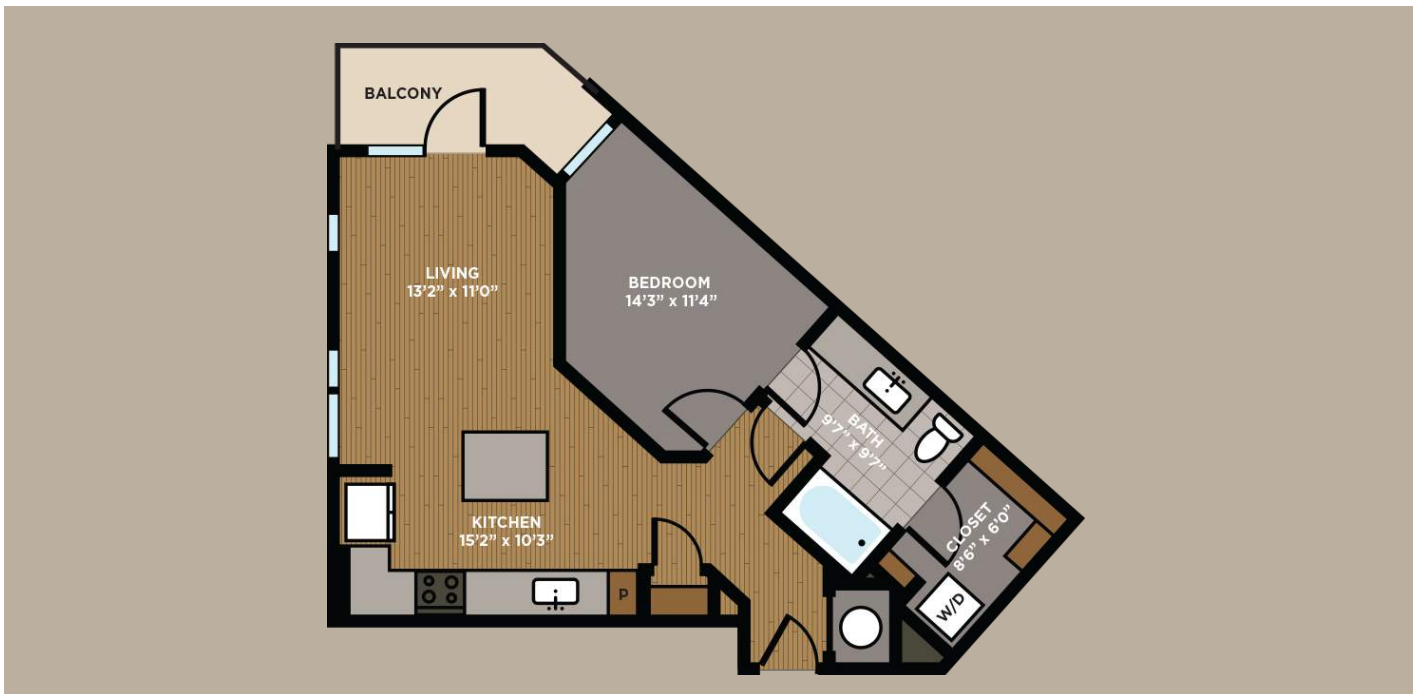 BALCONY
LIVING
13’2” x 11’0”
BEDROOM
14’3” x 11’4”
BATH
9’7” x 9’7”
KITCHEN
15’2” x 10’3”
CLOSET
8’6” x 6’0”
P
W/D